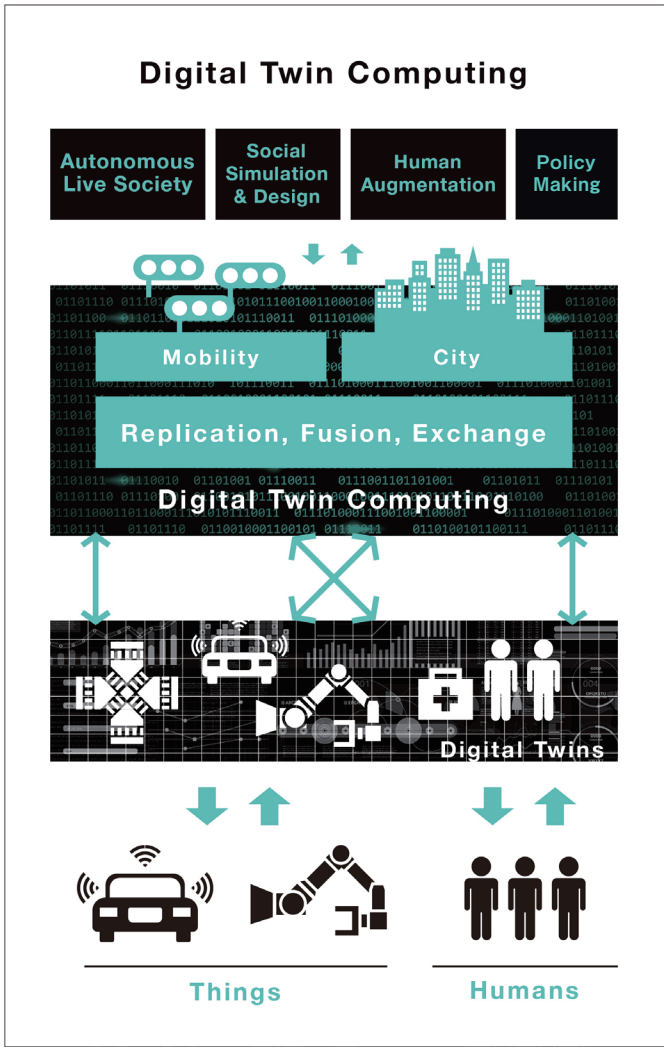 Digital Twin Computing
Autonomous
Live Society
Social
Simulation
& Design
Human
Augmentation
Policy
Making
Mobility
City
Replication, Fusion, Exchange
Digital Twin Computing
Digital Twins
Things
Humans